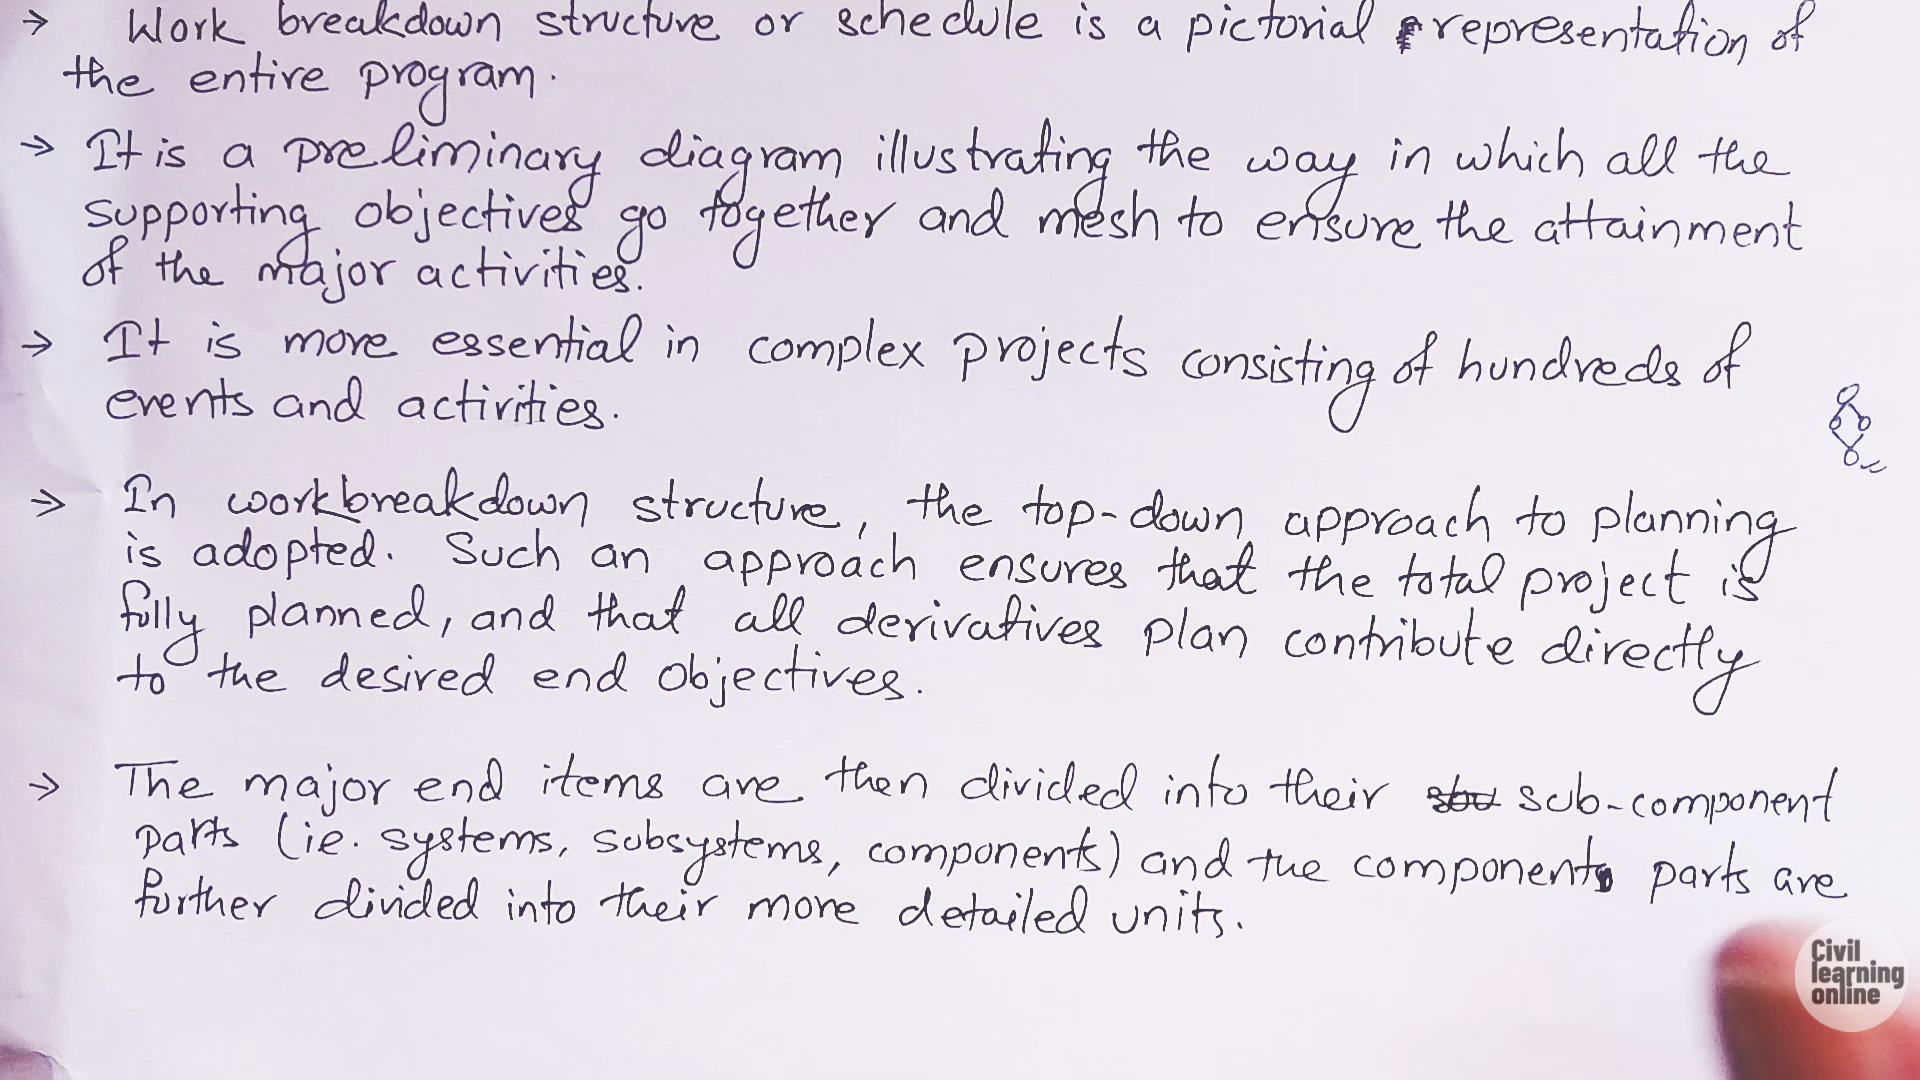 → Work breakdown structure or schedule is a pictorial representation of
the entire program.
→ It is a preliminary diagram illustrating the way in which all the
supporting objectives go together and mesh to ensure the attainment
of the major activities.
→ It is more essential in complex projects consisting of hundreds of
events and activities.
→ In workbreakdown structure, the top-down approach to planning
is adopted. Such an approach ensures that the total project is
fully planned, and that all derivatives plan contribute directly
to the desired end objectives.
→ The major end items are then divided into their sub-component
parts (ie. systems, subsystems, components) and the components parts are
further divided into their more detailed units.
Civil
learning
online